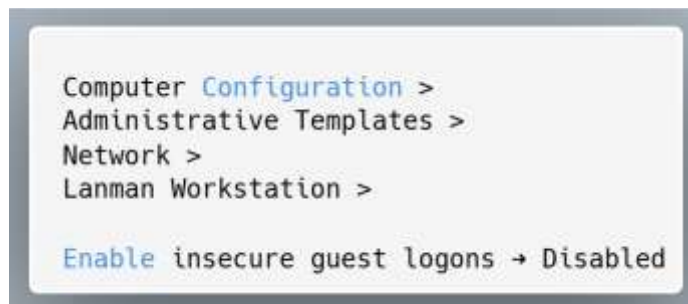 Computer Configuration >
Administrative Templates >
Network >
Lanman Workstation >
Enable insecure guest logons → Disabled